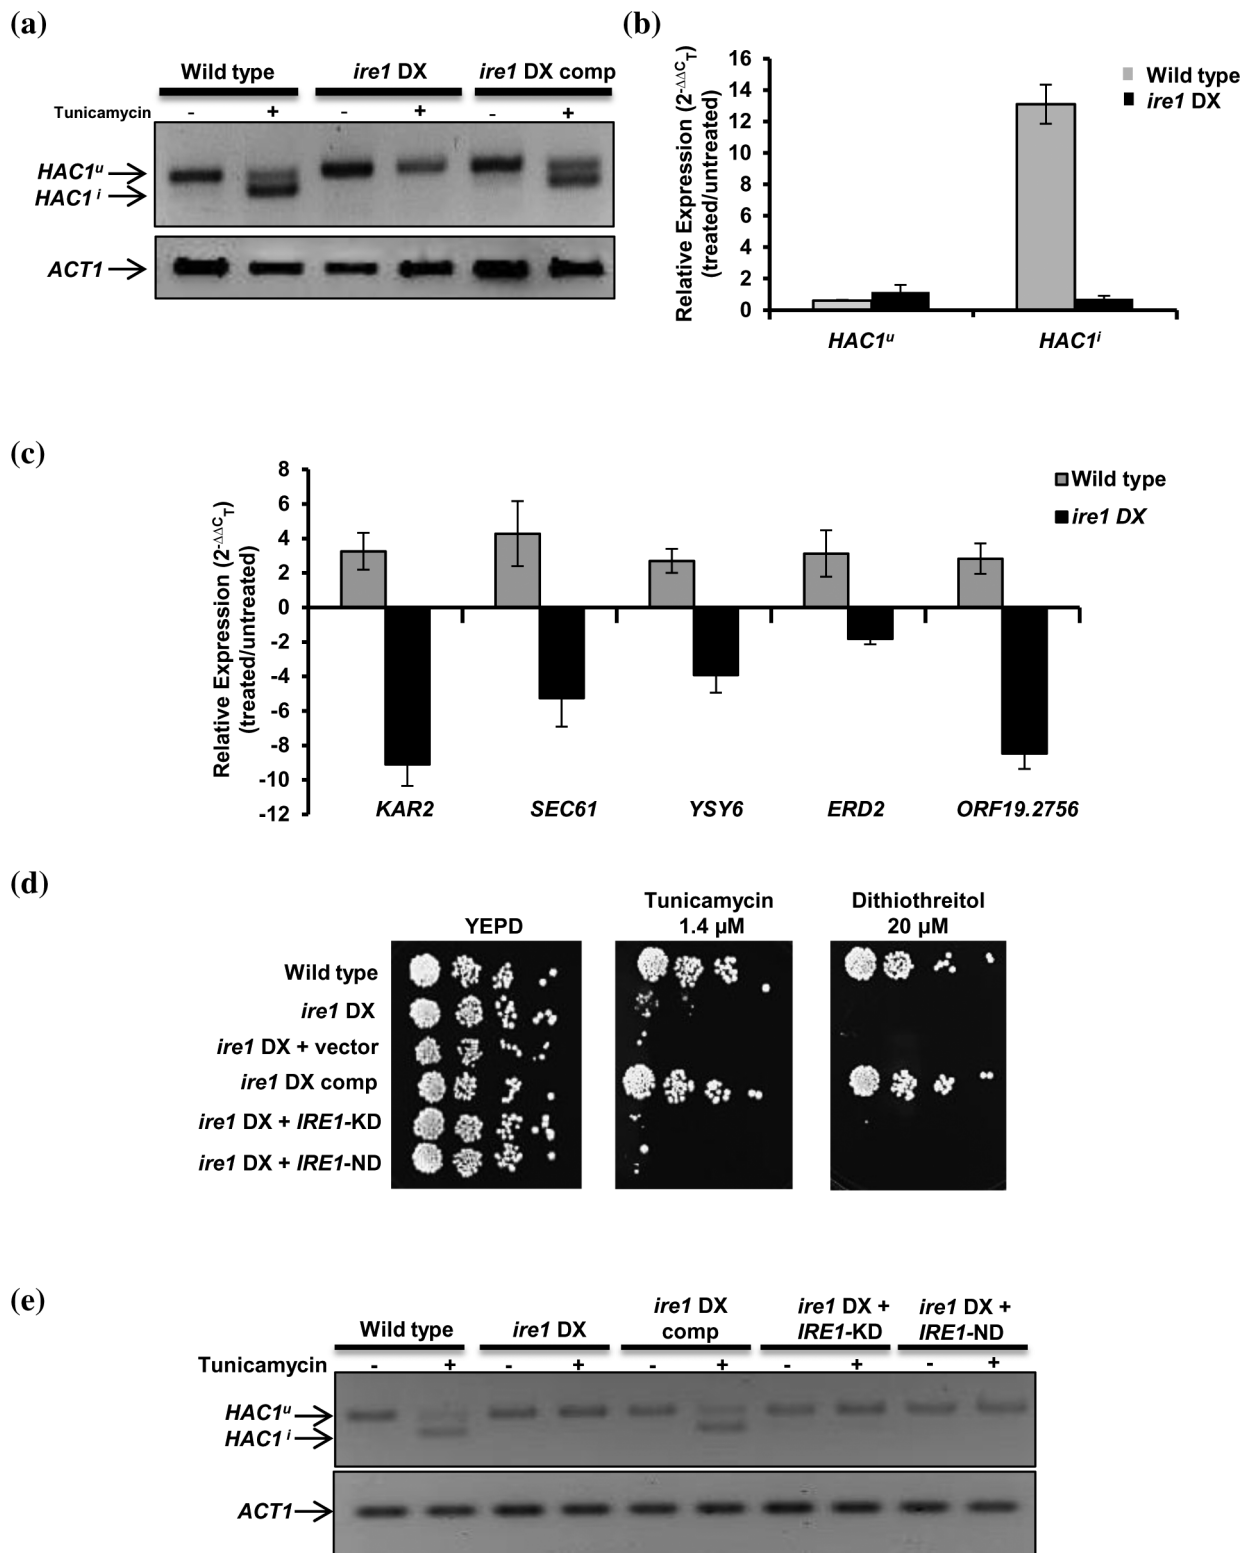 (a)
Wild type ire1 DX ire1 DX comp
Tunicamycin - + - + - +
HAC1u
HAC1 i
ACT1
(b)
Relative Expression (2-ΔΔCT)
(treated/untreated)
16
14
12
10
8
6
4
2
0
HAC1u HAC1i
Wild type
ire1 DX
(c)
Relative Expression (2-ΔΔCT)
(treated/untreated)
8
6
4
2
0
-2
-4
-6
-8
-10
-12
KAR2 SEC61 YSY6 ERD2 ORF19.2756
Wild type
ire1 DX
(d)
YEPD
Tunicamycin
1.4 µM
Dithiothreitol
20 µM
Wild type
ire1 DX
ire1 DX + vector
ire1 DX comp
ire1 DX + IRE1-KD
ire1 DX + IRE1-ND
(e)
Wild type
ire1 DX
ire1 DX
comp
ire1 DX +
IRE1-KD
ire1 DX +
IRE1-ND
Tunicamycin - + - + - + - + - +
HAC1u
HAC1 i
ACT1